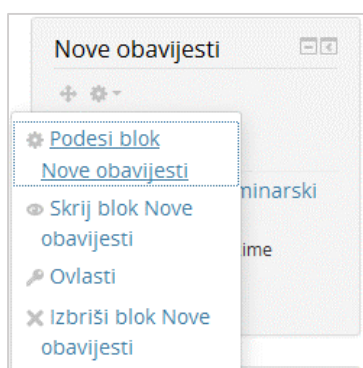 Nove obavijesti
Podesi blok
Nove obavijesti
minarski
Skrij blok Nove
obavijesti
ime
Ovlasti
Izbriši blok Nove
obavijesti